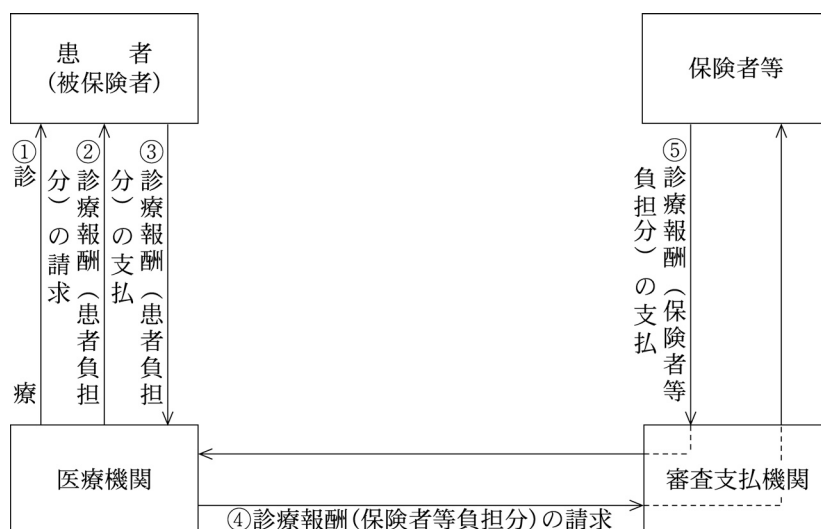 患　者
(被保険者)
保険者等
①診　療
②診療報酬（患者負担
分）の請求
③診療報酬（患者負担
分）の支払
⑤診療報酬（保険者等
負担分）の支払
医療機関
審査支払機関
④診療報酬(保険者等負担分)の請求